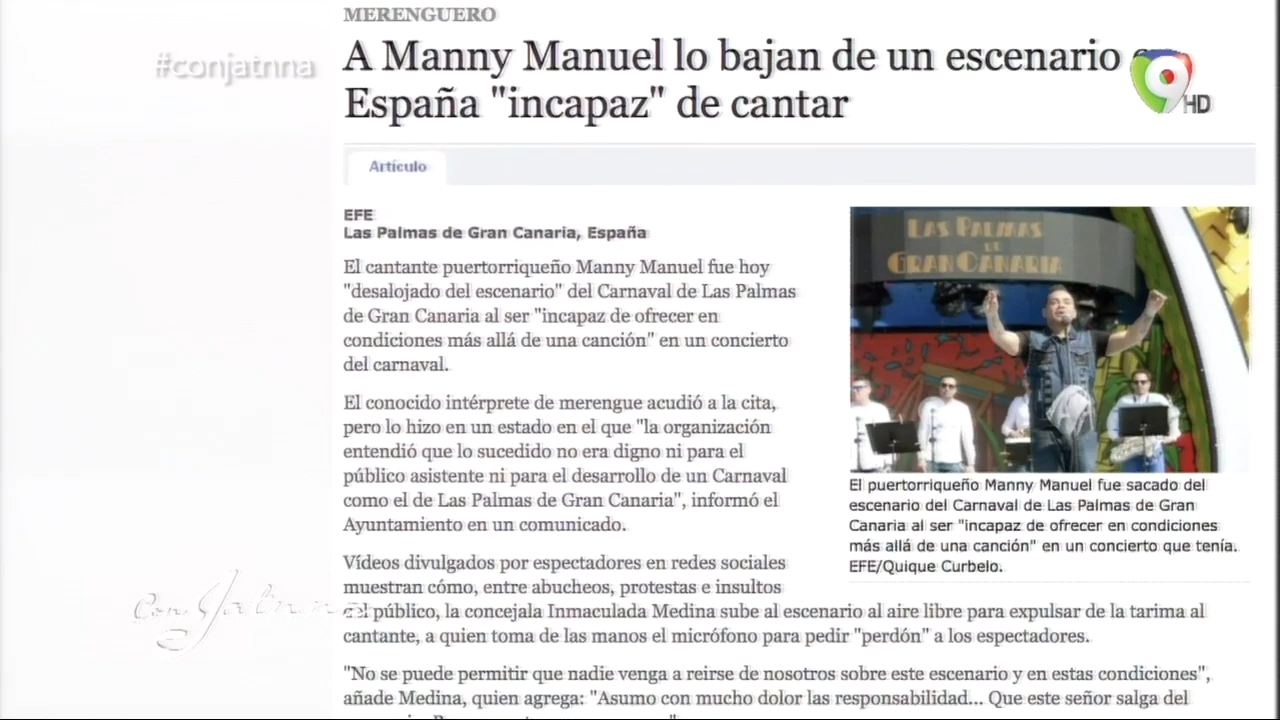 MERENGUERO
#conjatnna
A Manny Manuel lo bajan de un escenario
España "incapaz" de cantar
9
HD
Artículo
EFE
Las Palmas de Gran Canaria, España
El cantante puertorriqueño Manny Manuel fue hoy
"desalojado del escenario" del Carnaval de Las Palmas
de Gran Canaria al ser "incapaz de ofrecer en
condiciones más allá de una canción" en un concierto
del carnaval.
El conocido intérprete de merengue acudió a la cita,
pero lo hizo en un estado en el que "la organización
entendió que lo sucedido no era digno ni para el
público asistente ni para el desarrollo de un Carnaval
como el de Las Palmas de Gran Canaria", informó el
Ayuntamiento en un comunicado.
LAS PALMAS
DE
GRAN CANARIA
El puertorriqueño Manny Manuel fue sacado del
escenario del Carnaval de Las Palmas de Gran
Canaria al ser "incapaz de ofrecer en condiciones
más allá de una canción" en un concierto que tenía.
EFE/Quique Curbelo.
Vídeos divulgados por espectadores en redes sociales
muestran cómo, entre abucheos, protestas e insultos
público, la concejala Inmaculada Medina sube al escenario al aire libre para expulsar de la tarima al
cantante, a quien toma de las manos el micrófono para pedir "perdón" a los espectadores.
Con Jatnna
"No se puede permitir que nadie venga a reirse de nosotros sobre este escenario y en estas condiciones",
añade Medina, quien agrega: "Asumo con mucho dolor las responsabilidad... Que este señor salga del